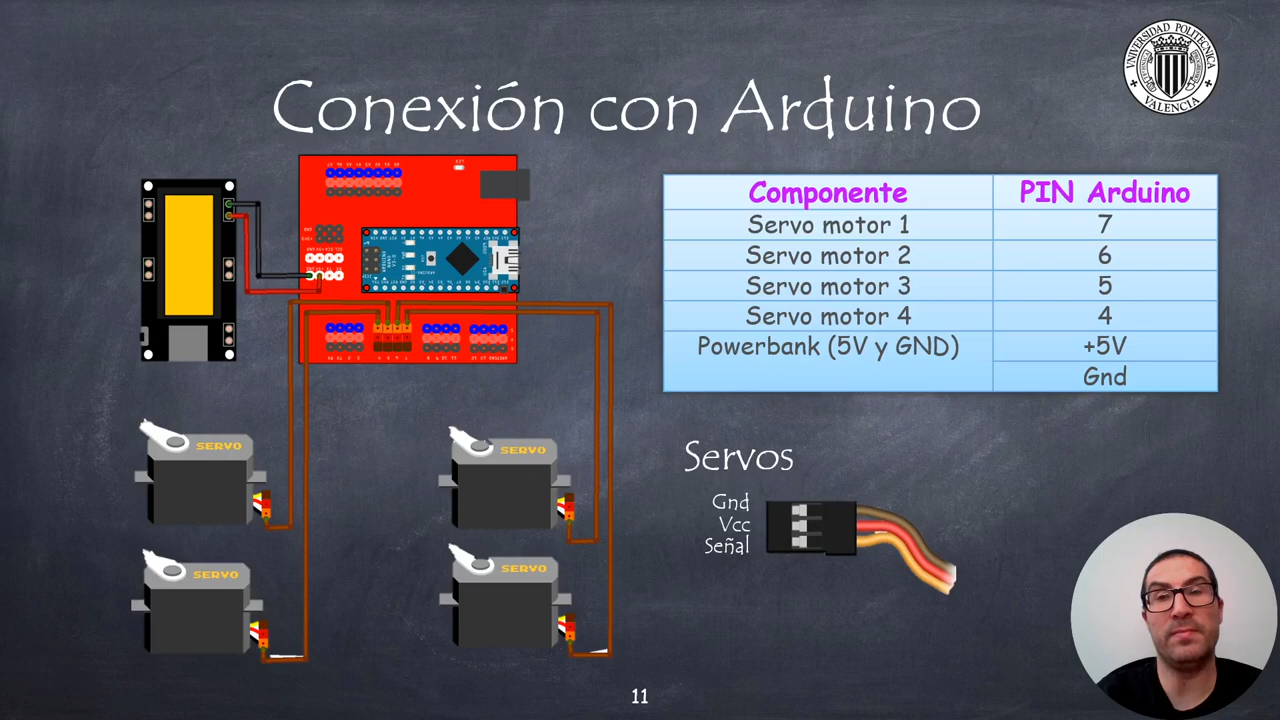 UNIVERSIDAD POLITECNICA
VALENCIA
Conexión con Arduino
Componente PIN Arduino
Servo motor 1 7
Servo motor 2 6
Servo motor 3 5
Servo motor 4 4
Powerbank (5V y GND) +5V
Gnd
SERVO
SERVO
SERVO
SERVO
Servos
Gnd
Vcc
Señal
11